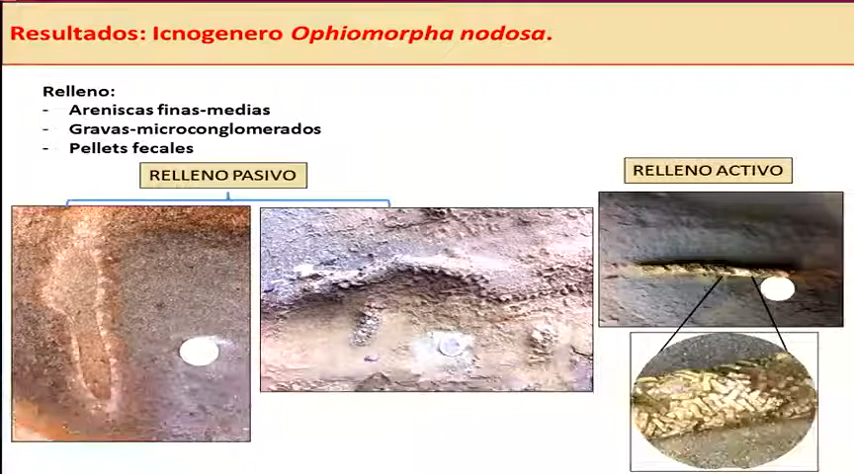 Resultados: Icnogenero Ophiomorpha nodosa.
Relleno:
- Areniscas finas-medias
- Gravas-microconglomerados
- Pellets fecales
RELLENO PASIVO
RELLENO ACTIVO